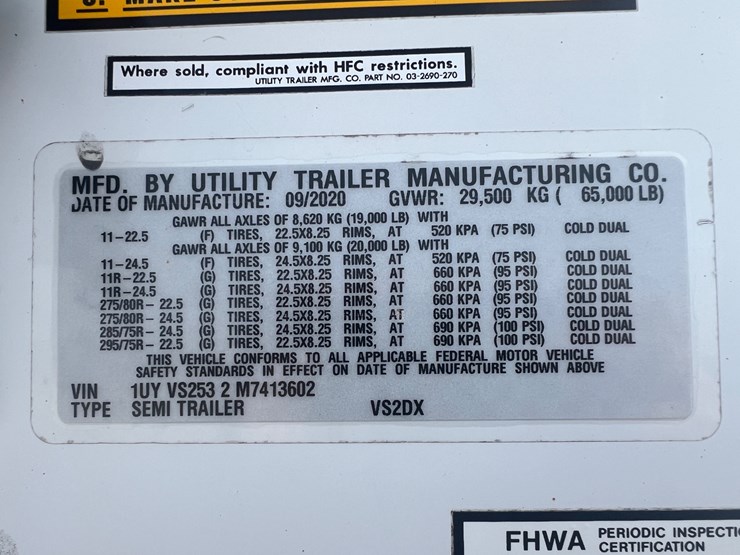 Where sold, compliant with HFC restrictions.
UTILITY TRAILER MFG. CO. PART NO. 03-2690-270
MFD. BY UTILITY TRAILER MANUFACTURING CO.
DATE OF MANUFACTURE: 09/2020 GVWR: 29,500 KG ( 65,000 LB)
GAWR ALL AXLES OF 8,620 KG (19,000 LB) WITH
11-22.5 (F) TIRES, 22.5X8.25 RIMS, AT 520 KPA (75 PSI) COLD DUAL
GAWR ALL AXLES OF 9,100 KG (20,000 LB) WITH
11-24.5 (F) TIRES, 24.5X8.25 RIMS, AT 520 KPA (75 PSI) COLD DUAL
11R-22.5 (G) TIRES, 22.5X8.25 RIMS, AT 660 KPA (95 PSI) COLD DUAL
11R-24.5 (G) TIRES, 24.5X8.25 RIMS, AT 660 KPA (95 PSI) COLD DUAL
275/80R-22.5 (G) TIRES, 22.5X8.25 RIMS, AT 660 KPA (95 PSI) COLD DUAL
275/80R-24.5 (G) TIRES, 24.5X8.25 RIMS, AT 660 KPA (95 PSI) COLD DUAL
285/75R-24.5 (G) TIRES, 24.5X8.25 RIMS, AT 690 KPA (100 PSI) COLD DUAL
295/75R-22.5 (G) TIRES, 22.5X8.25 RIMS, AT 690 KPA (100 PSI) COLD DUAL
THIS VEHICLE CONFORMS TO ALL APPLICABLE FEDERAL MOTOR VEHICLE
SAFETY STANDARDS IN EFFECT ON DATE OF MANUFACTURE SHOWN ABOVE
VIN 1UY VS253 2 M7413602
TYPE SEMI TRAILER VS2DX
FHWA PERIODIC INSPECTI
CERTIFICATION